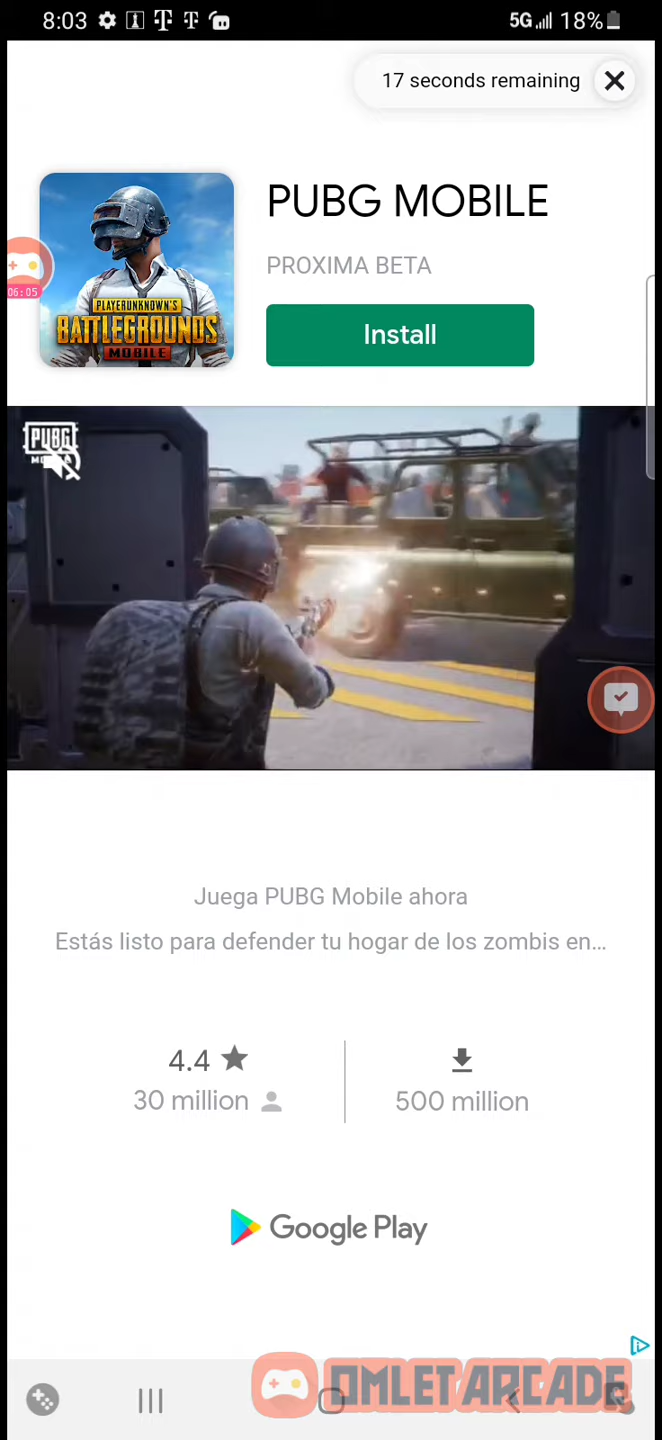 8:03
5G 18%
17 seconds remaining
PUBG MOBILE
PROXIMA BETA
06:05
PLAYERUNKNOWN'S
BATTLEGROUNDS
MOBILE
Install
PUBG
Juega PUBG Mobile ahora
Estás listo para defender tu hogar de los zombis en...
4.4
30 million
500 million
Google Play
OMLET ARCADE